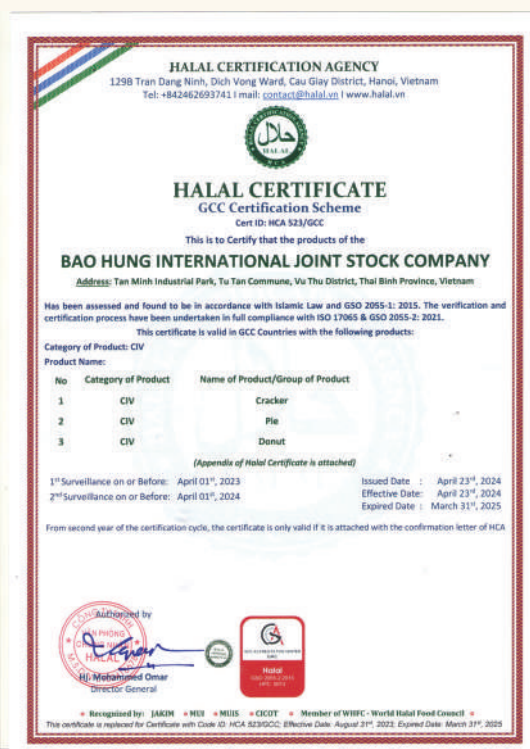 HALAL CERTIFICATION AGENCY
129B Tran Dang Ninh, Dich Vong Ward, Cau Giay District, Hanoi, Vietnam
Tel: +842462693741 I mail: contact@halal.vn I www.halal.vn
حلال
HALAL
HCA
HALAL CERTIFICATE
GCC Certification Scheme
Cert ID: HCA 523/GCC
This is to Certify that the products of the
BAO HUNG INTERNATIONAL JOINT STOCK COMPANY
Address: Tan Minh Industrial Park, Tu Tan Commune, Vu Thu District, Thai Binh Province, Vietnam
Has been assessed and found to be in accordance with Islamic Law and GSO 2055-1: 2015. The verification and
certification process have been undertaken in full compliance with ISO 17065 & GSO 2055-2: 2021.
This certificate is valid in GCC Countries with the following products:
Category of Product: CIV
Product Name:
No Category of Product Name of Product/Group of Product
1 CIV Cracker
2 CIV Pie
3 CIV Donut
(Appendix of Halal Certificate is attached)
1st Surveillance on or Before: April 01st, 2023
2nd Surveillance on or Before: April 01st, 2024
Issued Date : April 23rd, 2024
Effective Date: April 23rd, 2024
Expired Date : March 31st, 2025
From second year of the certification cycle, the certificate is only valid if it is attached with the confirmation letter of HCA
Authorized by
VĂN PHÒNG
HALAL
Hj. Mohammed Omar
Director General
Halal
Recognised by: JAKIM MUI MUIS CICOT Member of WHFC - World Halal Food Council
This certificate is replaced for Certificate with Code ID: HCA 523/GCC; Effective Date: August 31st, 2023; Expired Date: March 31st, 2025